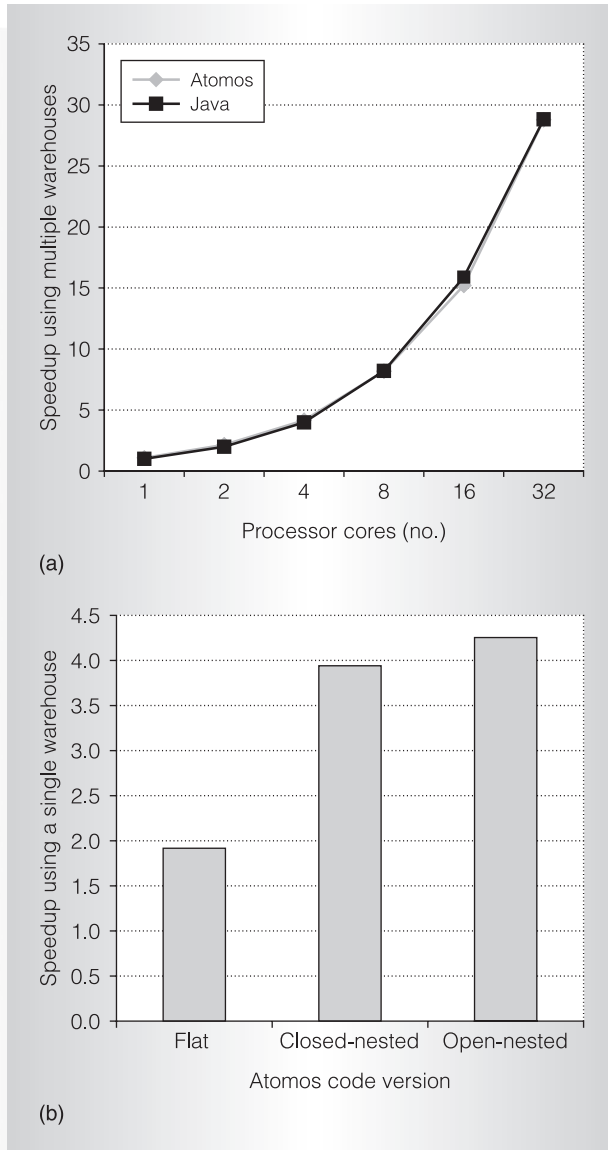 35
30
25
20
15
10
5
0
Speedup using multiple warehouses
Atomos
Java
1 2 4 8 16 32
Processor cores (no.)
(a)
4.5
4.0
3.5
3.0
2.5
2.0
1.5
1.0
0.5
0.0
Speedup using a single warehouse
Flat Closed-nested Open-nested
Atomos code version
(b)